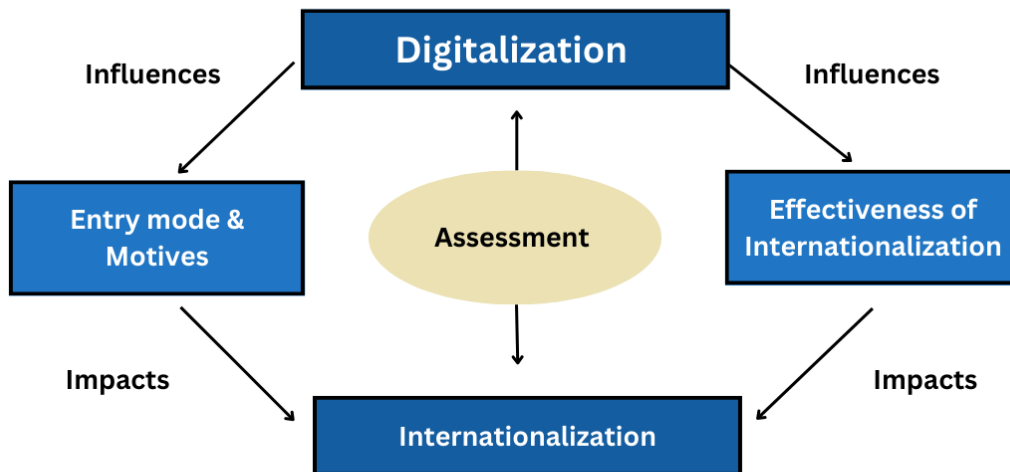 Digitalization
Influences
Influences
Entry mode &
Motives
Assessment
Effectiveness of
Internationalization
Impacts
Impacts
Internationalization